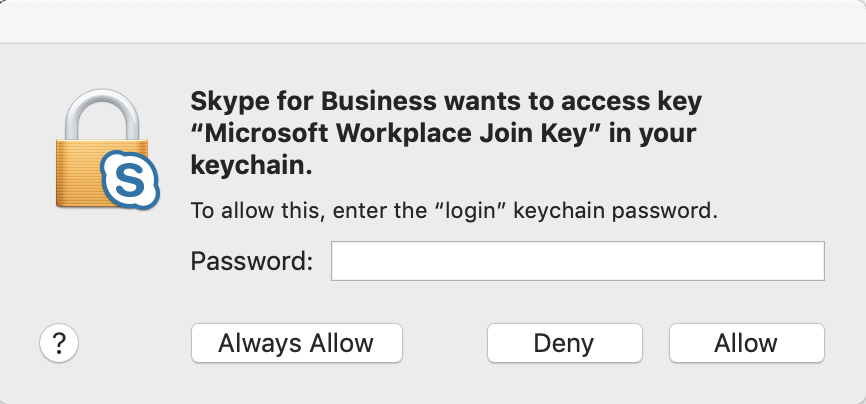 Skype for Business wants to access key
“Microsoft Workplace Join Key” in your
keychain.
To allow this, enter the “login” keychain password.
Password:
? Always Allow Deny Allow